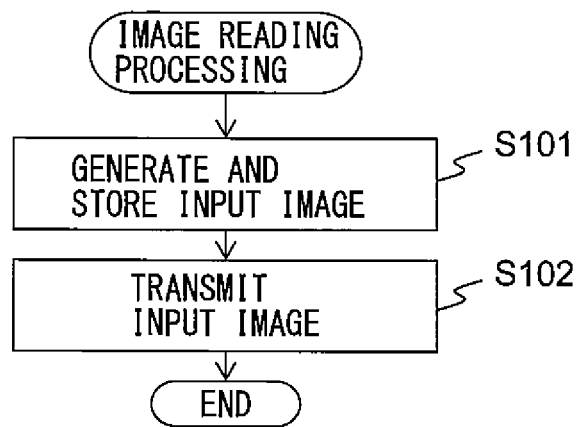 IMAGE READING
PROCESSING
GENERATE AND
STORE INPUT IMAGE
S101
TRANSMIT
INPUT IMAGE
S102
END